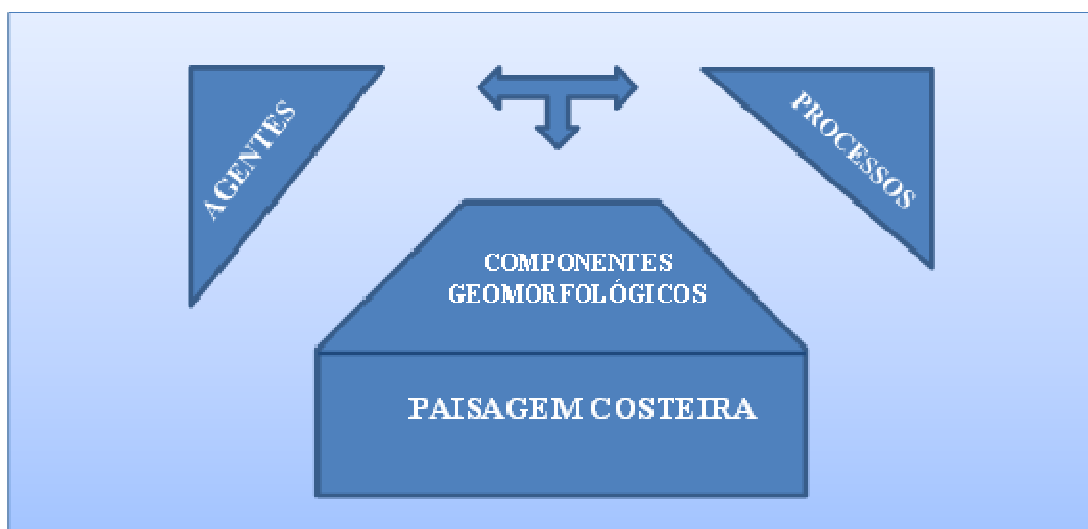 AGENTES
PROCESSOS
COMPONENTES
GEOMORFOLÓGICOS
PAISAGEM COSTEIRA